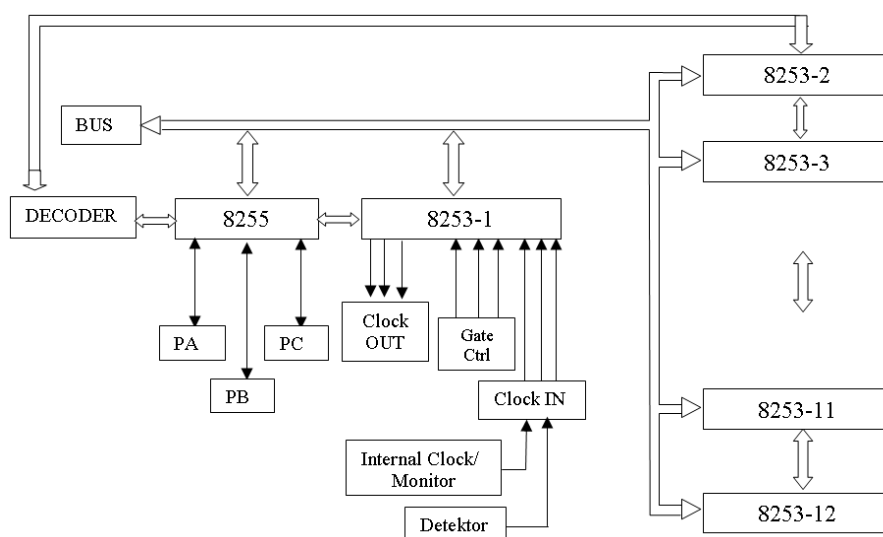 8253-2
BUS
8253-3
DECODER
8255
8253-1
PA
PC
Clock
OUT
Gate
Ctrl
PB
Clock IN
8253-11
Internal Clock/
Monitor
8253-12
Detektor